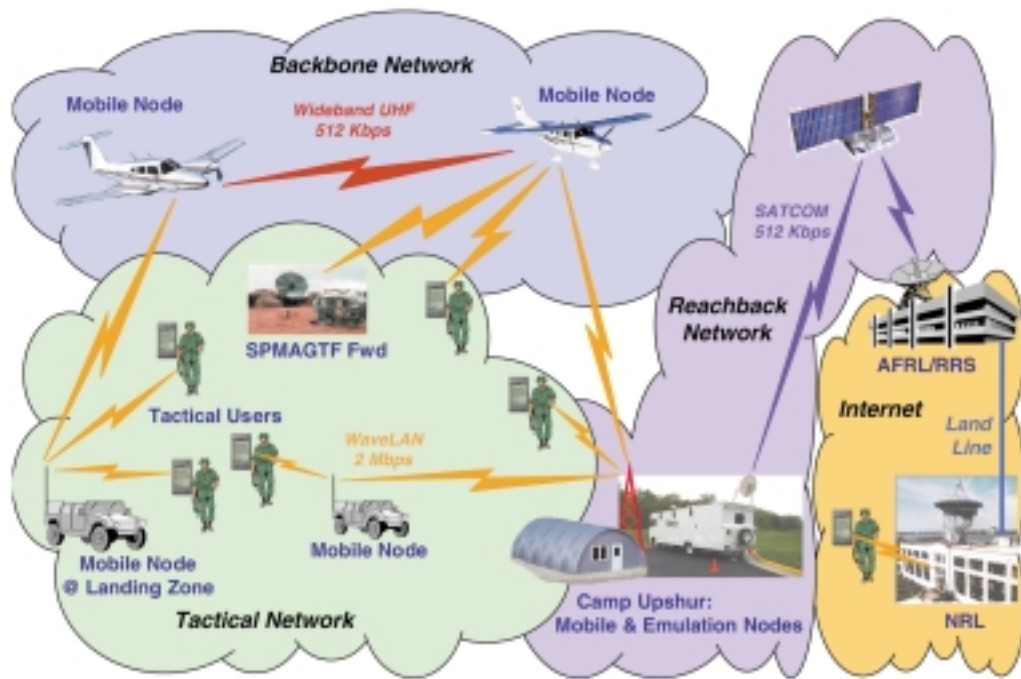 Backbone Network
Mobile Node
Wideband UHF
512 Kbps
Mobile Node
SATCOM
512 Kbps
Reachback
Network
SPMAGTF Fwd
AFRL/RRS
Tactical Users
Internet
Land
Line
WaveLAN
2 Mbps
Mobile Node
@ Landing Zone
Mobile Node
Tactical Network
Camp Upshur:
Mobile & Emulation Nodes
NRL